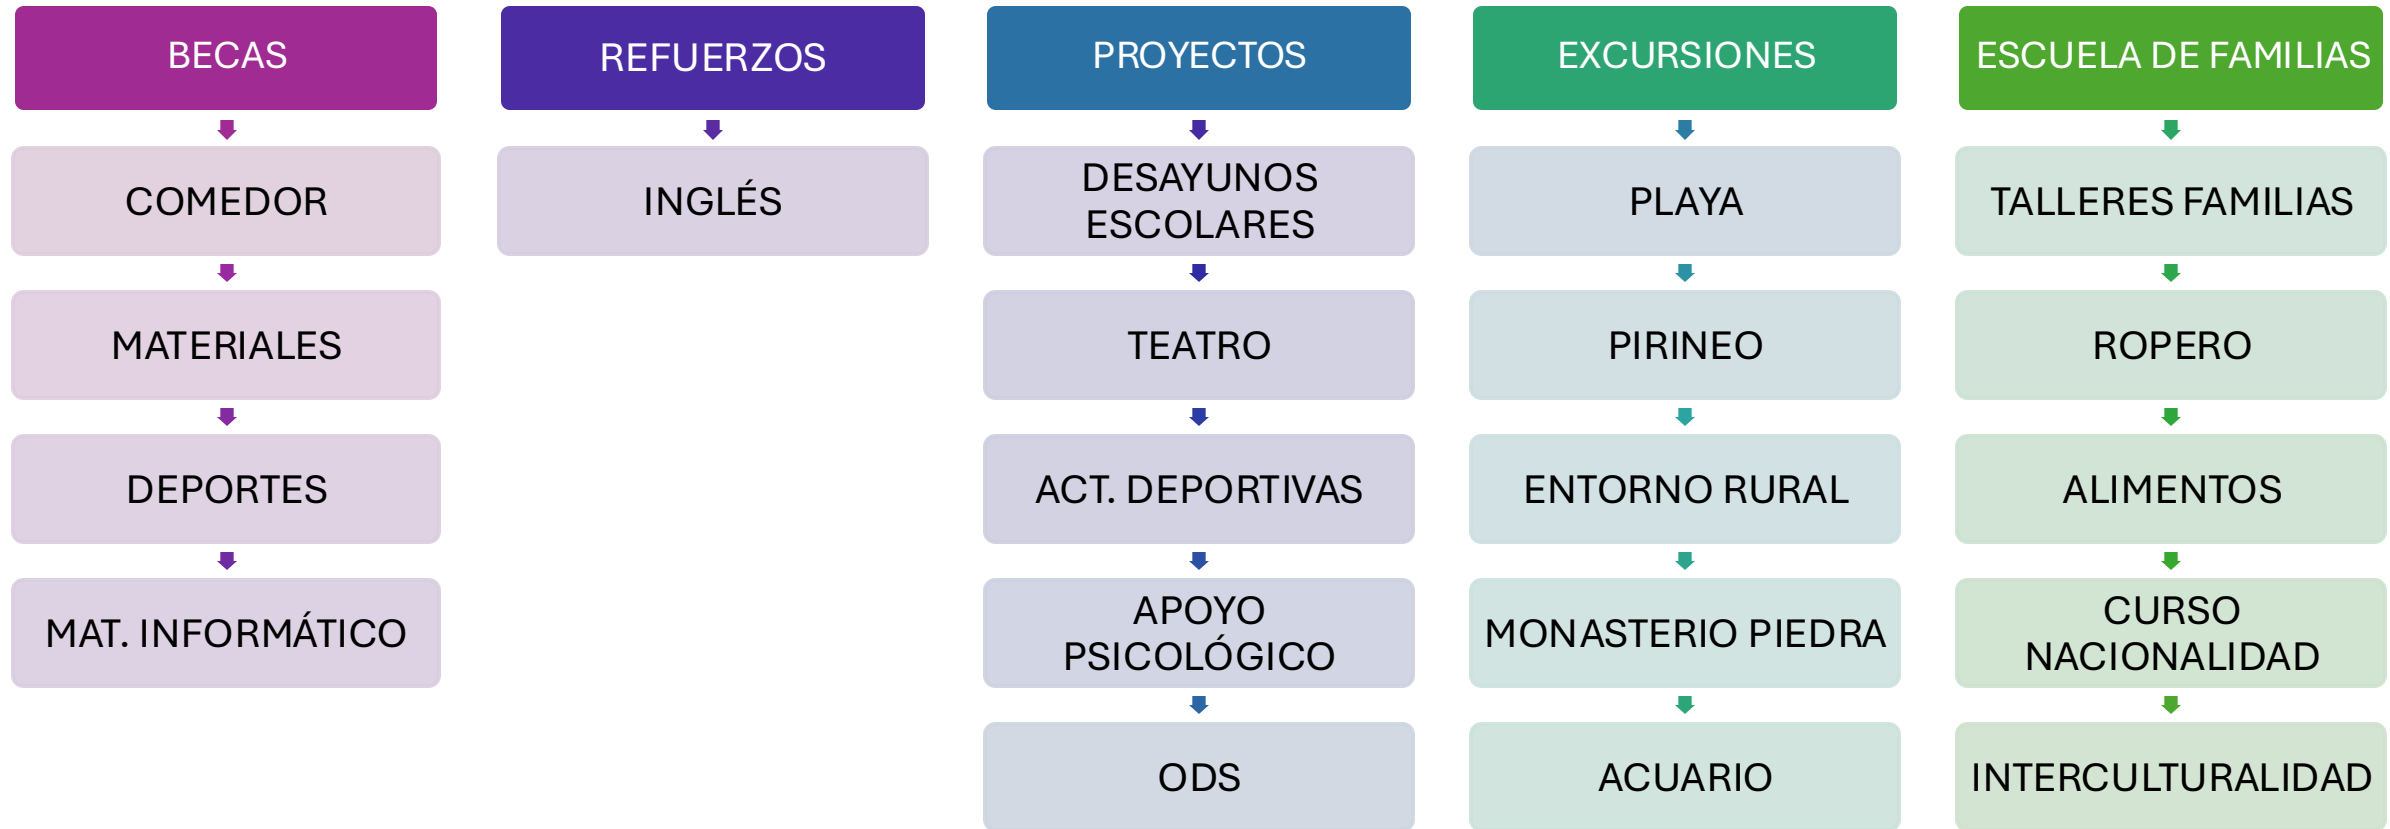 BECAS
COMEDOR
MATERIALES
DEPORTES
MAT. INFORMÁTICO
REFUERZOS
INGLÉS
PROYECTOS
DESAYUNOS
ESCOLARES
TEATRO
ACT. DEPORTIVAS
APOYO
PSICOLÓGICO
ODS
EXCURSIONES
PLAYA
PIRINEO
ENTORNO RURAL
MONASTERIO PIEDRA
ACUARIO
ESCUELA DE FAMILIAS
TALLERES FAMILIAS
ROPERO
ALIMENTOS
CURSO
NACIONALIDAD
INTERCULTURALIDAD